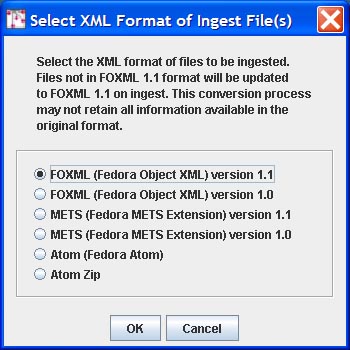 Select XML Format of Ingest File(s)
Select the XML format of files to be ingested.
Files not in FOXML 1.1 format will be updated
to FOXML 1.1 on ingest. This conversion process
may not retain all information available in the
original format.
FOXML (Fedora Object XML) version 1.1
FOXML (Fedora Object XML) version 1.0
METS (Fedora METS Extension) version 1.1
METS (Fedora METS Extension) version 1.0
Atom (Fedora Atom)
Atom Zip
OK Cancel